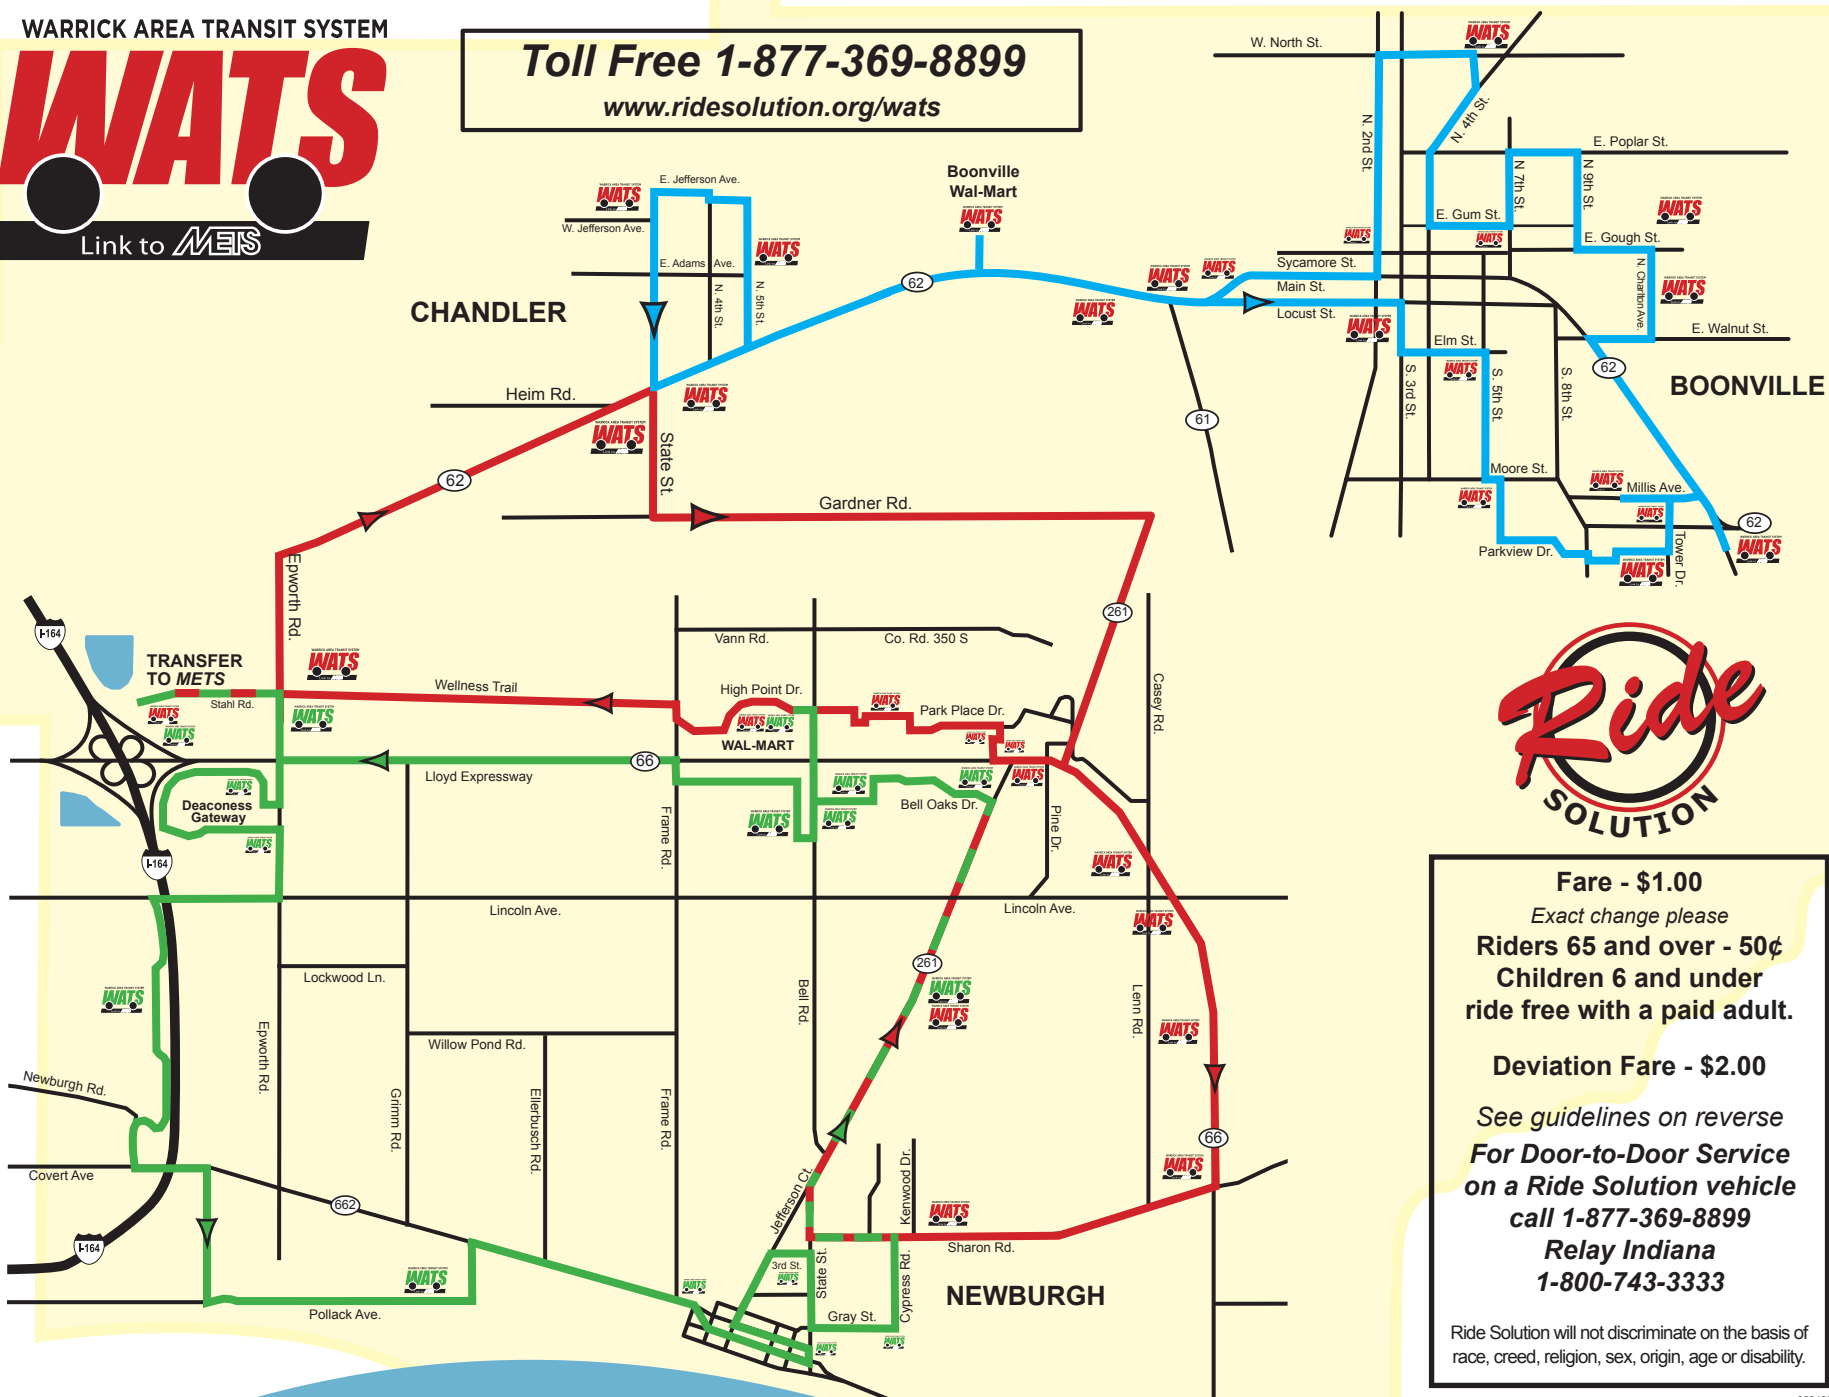 WARRICK AREA TRANSIT SYSTEM
WATS
Link to METS
Toll Free 1-877-369-8899
www.ridesolution.org/wats
W. North St.
N. 2nd St.
N. 4th St.
E. Poplar St.
N 7th St.
N 9th St.
E. Gum St.
E. Gough St.
N. Charlton Ave.
Sycamore St.
Main St.
Locust St.
E. Walnut St.
Elm St.
62
S. 3rd St.
S. 5th St.
S. 8th St.
BOONVILLE
61
Moore St.
Millis Ave.
62
Parkview Dr.
Tower Dr.
Boonville
Wal-Mart
WATS
E. Jefferson Ave.
W. Jefferson Ave.
E. Adams Ave.
N. 4th St.
N. 5th St.
CHANDLER
62
Heim Rd.
State St.
62
Gardner Rd.
Epworth Rd.
261
I-164
TRANSFER
TO METS
Stahl Rd.
Wellness Trail
Vann Rd.
Co. Rd. 350 S
High Point Dr.
Park Place Dr.
WAL-MART
Casey Rd.
66
Lloyd Expressway
Deaconess
Gateway
Bell Oaks Dr.
Frame Rd.
Pine Dr.
I-164
Lincoln Ave.
Lincoln Ave.
261
Lockwood Ln.
Bell Rd.
Lenn Rd.
Epworth Rd.
Willow Pond Rd.
Newburgh Rd.
Grimm Rd.
Ellerbusch Rd.
Frame Rd.
66
Covert Ave
662
Jefferson Ct.
Kenwood Dr.
I-164
Sharon Rd.
3rd St.
State St.
Cypress Rd.
Gray St.
Pollack Ave.
NEWBURGH
Ride
SOLUTION
Fare - $1.00
Exact change please
Riders 65 and over - 50¢
Children 6 and under
ride free with a paid adult.
Deviation Fare - $2.00
See guidelines on reverse
For Door-to-Door Service
on a Ride Solution vehicle
call 1-877-369-8899
Relay Indiana
1-800-743-3333
Ride Solution will not discriminate on the basis of
race, creed, religion, sex, origin, age or disability.